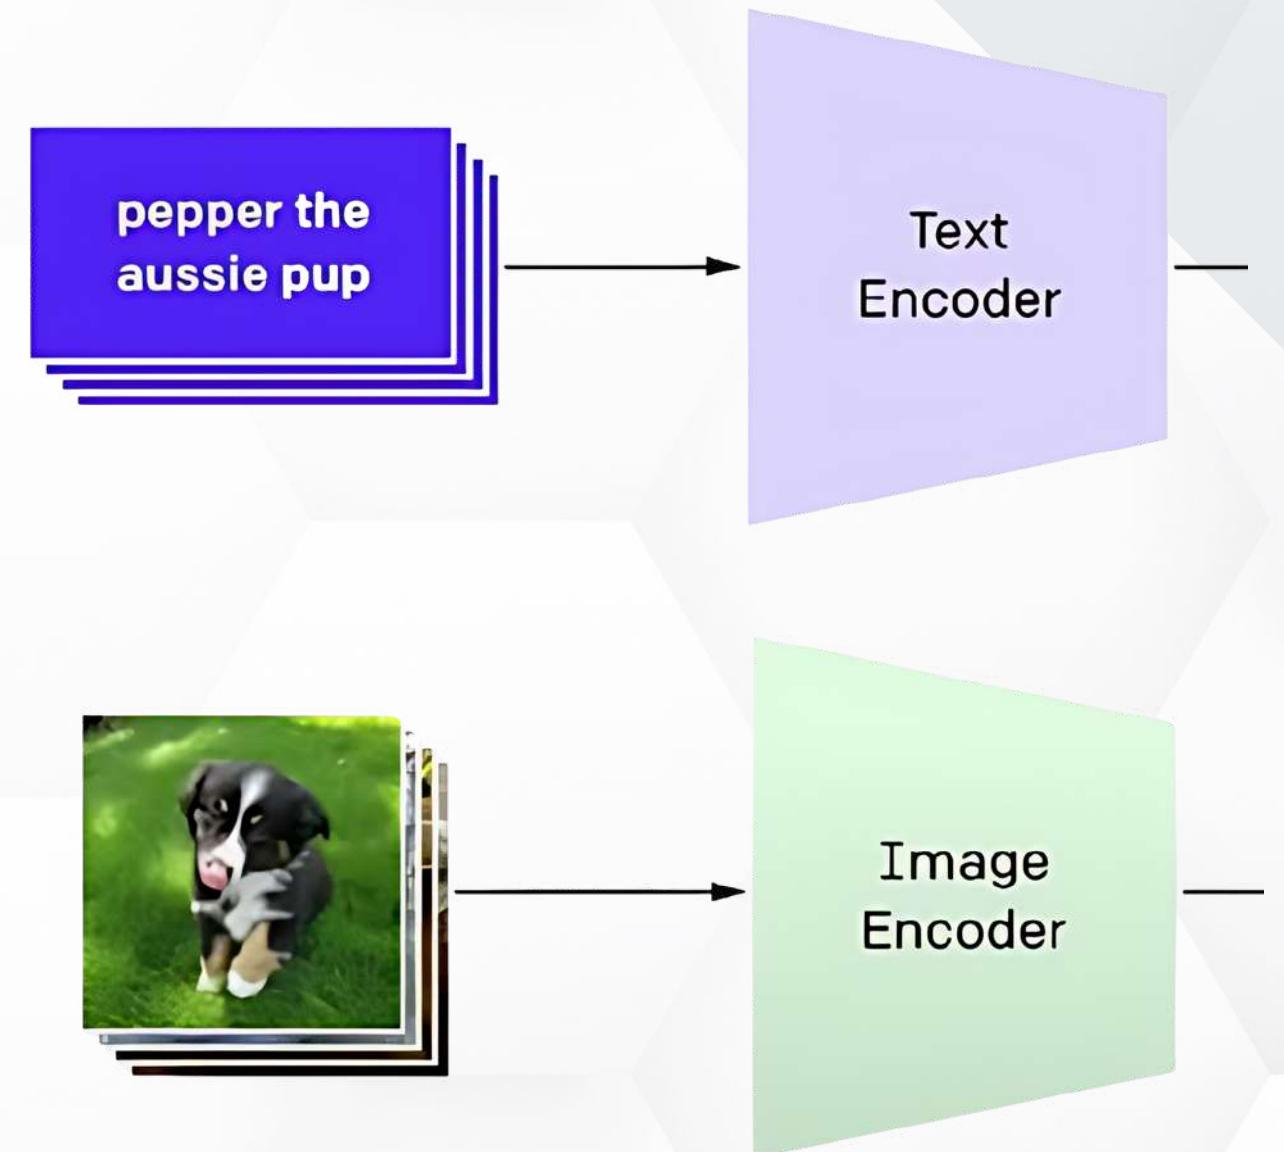 pepper the
aussie pup
Text
Encoder
Image
Encoder